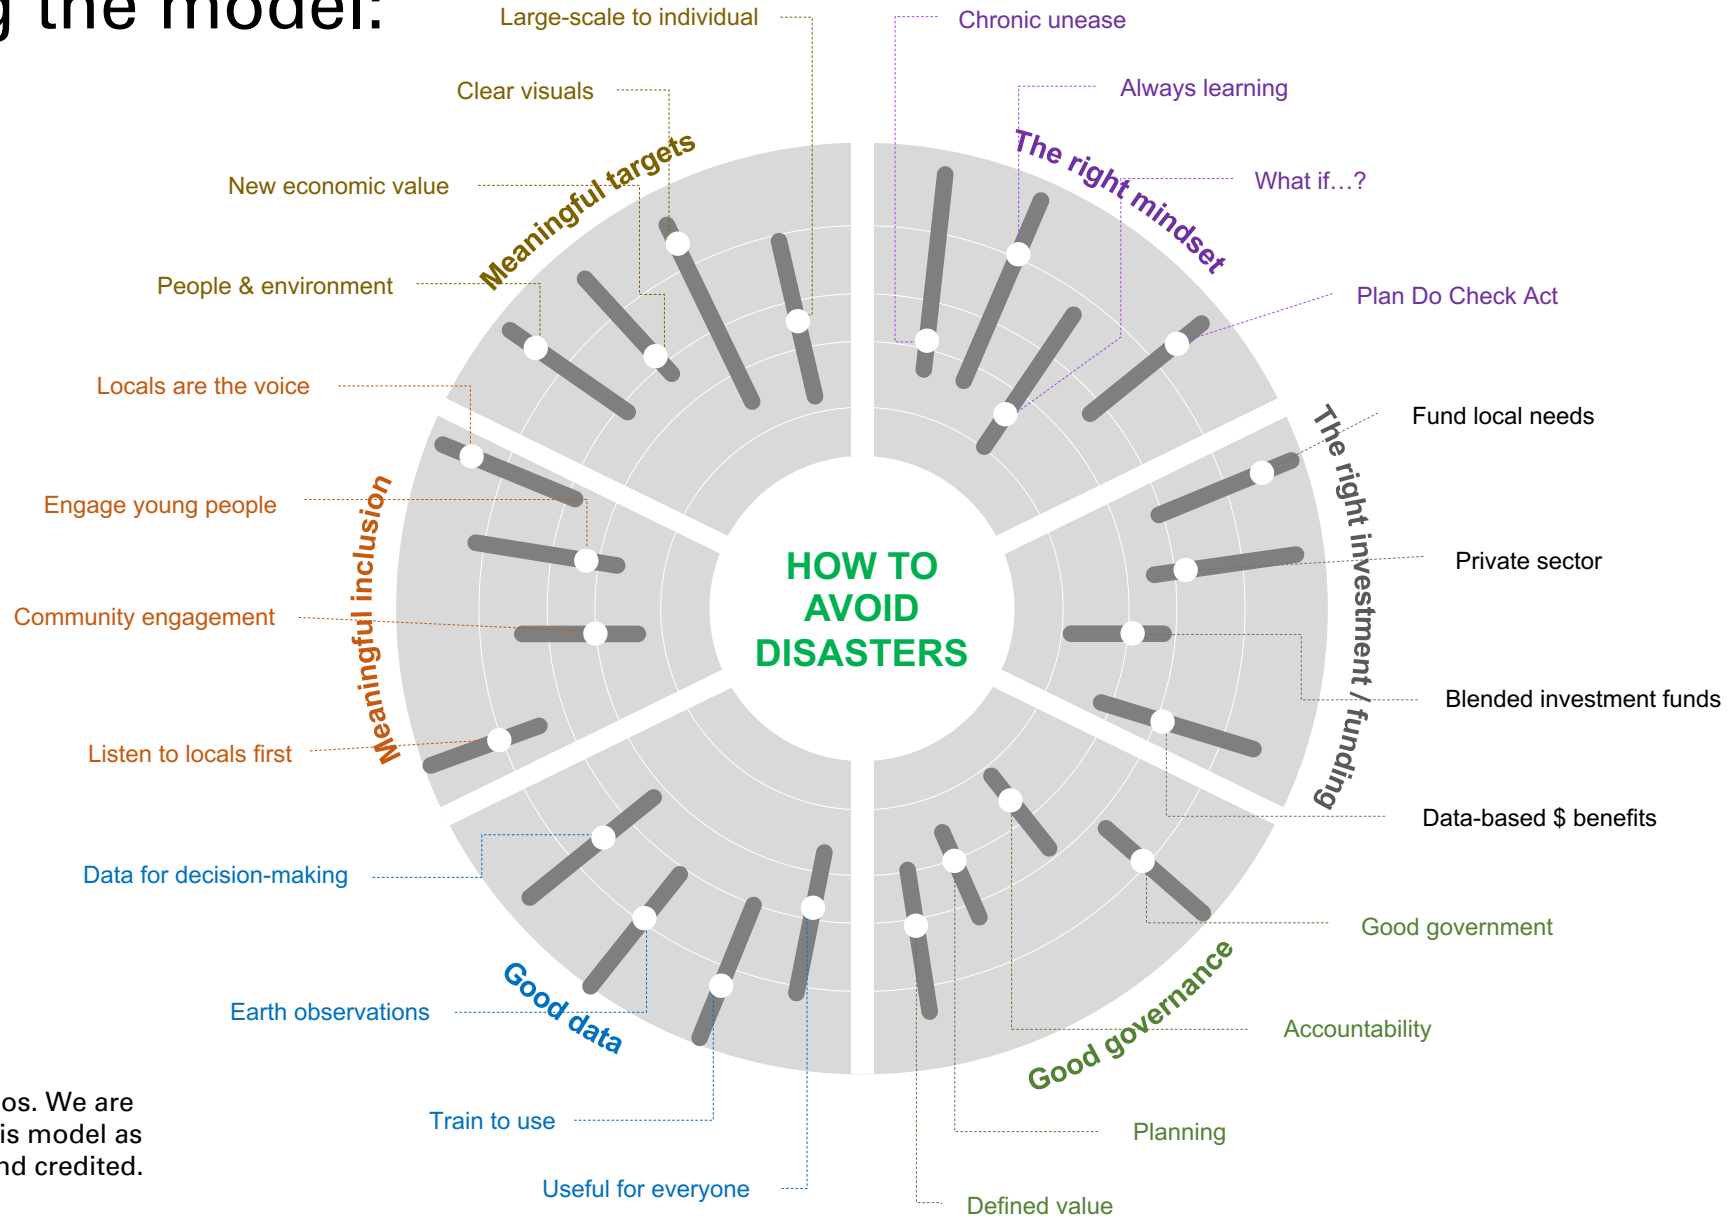 g the model:
Large-scale to individual
Chronic unease
Clear visuals
Always learning
Meaningful targets
The right mindset
New economic value
What if…?
People & environment
Plan Do Check Act
Locals are the voice
Fund local needs
The right investment / funding
Meaningful inclusion
Engage young people
HOW TO
AVOID
DISASTERS
Private sector
Community engagement
Blended investment funds
Listen to locals first
Data-based $ benefits
Data for decision-making
Good government
Good data
Good governance
Earth observations
Accountability
os. We are
is model as
nd credited.
Train to use
Planning
Useful for everyone
Defined value